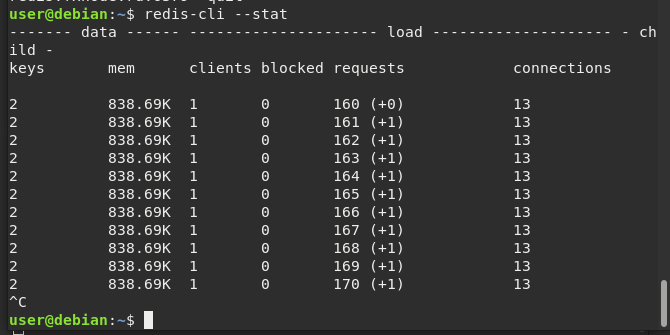 user@debian:~$ redis-cli --stat
------- data ------ --------------------- load -------------------- - ch
ild -
keys       mem      clients blocked requests            connections
2          838.69K  1       0       160 (+0)            13
2          838.69K  1       0       161 (+1)            13
2          838.69K  1       0       162 (+1)            13
2          838.69K  1       0       163 (+1)            13
2          838.69K  1       0       164 (+1)            13
2          838.69K  1       0       165 (+1)            13
2          838.69K  1       0       166 (+1)            13
2          838.69K  1       0       167 (+1)            13
2          838.69K  1       0       168 (+1)            13
2          838.69K  1       0       169 (+1)            13
2          838.69K  1       0       170 (+1)            13
^C
user@debian:~$